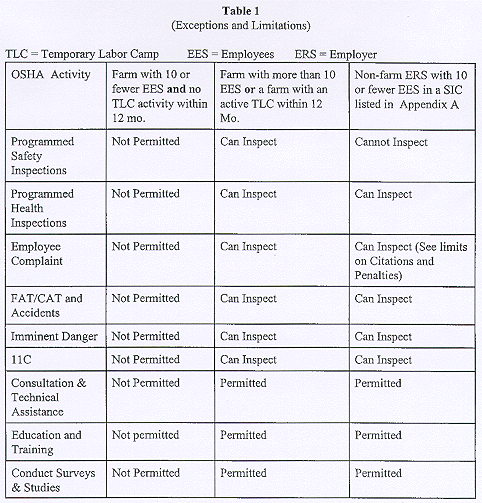 Table 1
(Exceptions and Limitations)
TLC = Temporary Labor Camp EES = Employees ERS = Employer
OSHA Activity
Farm with 10 or
fewer EES and no
TLC activity within
12 mo.
Farm with more than 10
EES or a farm with an
active TLC within 12
Mo.
Non-farm ERS with 10
or fewer EES in a SIC
listed in Appendix A
Programmed
Safety
Inspections
Not Permitted
Can Inspect
Cannot Inspect
Programmed
Health
Inspections
Not Permitted
Can Inspect
Can Inspect
Employee
Complaint
Not Permitted
Can Inspect
Can Inspect (See limits
on Citations and
Penalties)
FAT/CAT and
Accidents
Not Permitted
Can Inspect
Can Inspect
Imminent Danger
Not Permitted
Can Inspect
Can Inspect
11C
Not Permitted
Can Inspect
Can Inspect
Consultation &
Technical
Assistance
Not Permitted
Permitted
Permitted
Education and
Training
Not permitted
Permitted
Permitted
Conduct Surveys
& Studies
Not Permitted
Permitted
Permitted